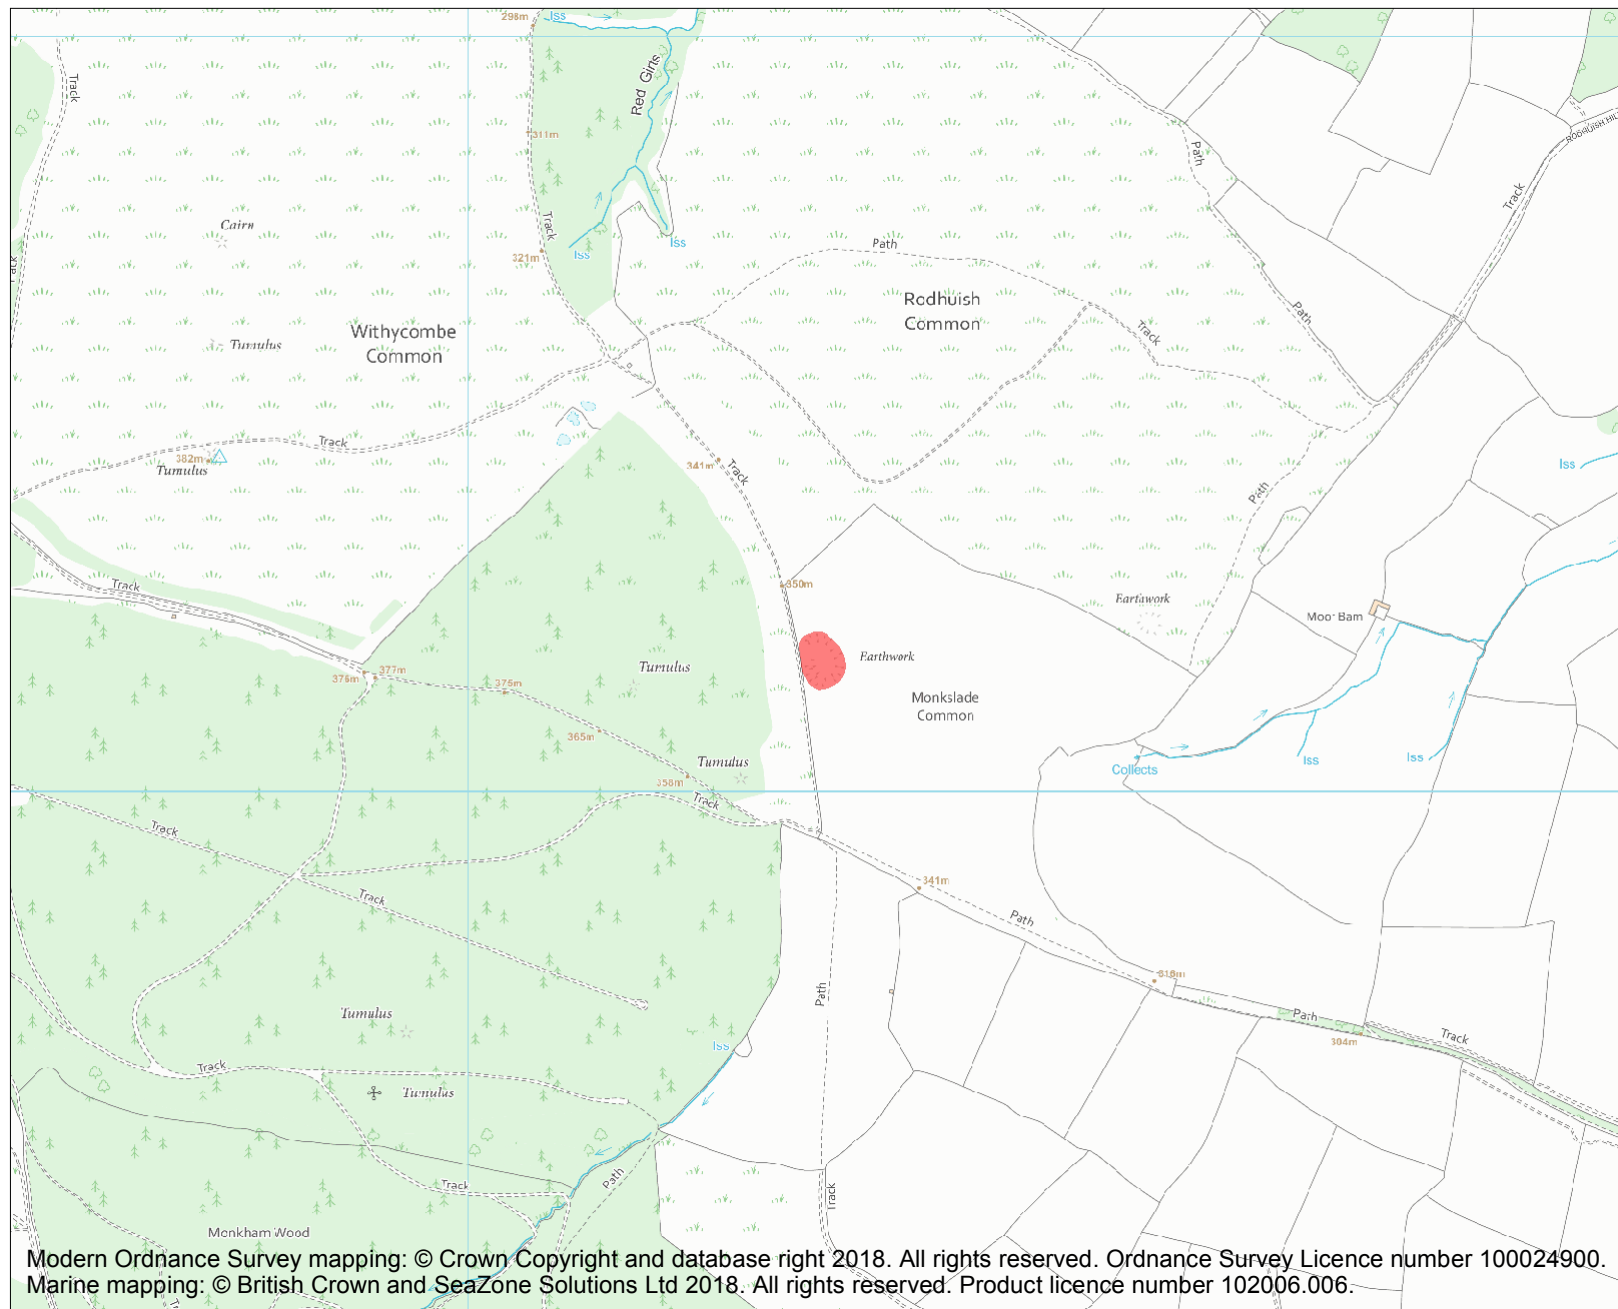 298m
Iss
Track
Red Girts
311m
Path
RODHUISH HILL
Track
Cairn
Track
321m
Iss
Iss
Path
Track
Rodhuish
Common
Path
Withycombe
Common
Tumulus
Track
Track
382m
Tumulus
341m
Track
Iss
Path
Track
350m
Earthwork
Moor Barn
377m
376m
375m
Tumulus
Earthwork
Monkslade
Common
365m
Tumulus
358m
Collects
Iss
Iss
Track
Track
341m
Track
Path
318m
Path
Tumulus
Path
Track
304m
Iss
Track
Tumulus
Path
Track
Track
Monkham Wood
Modern Ordnance Survey mapping: © Crown Copyright and database right 2018. All rights reserved. Ordnance Survey Licence number 100024900.
Marine mapping: © British Crown and SeaZone Solutions Ltd 2018. All rights reserved. Product licence number 102006.006.